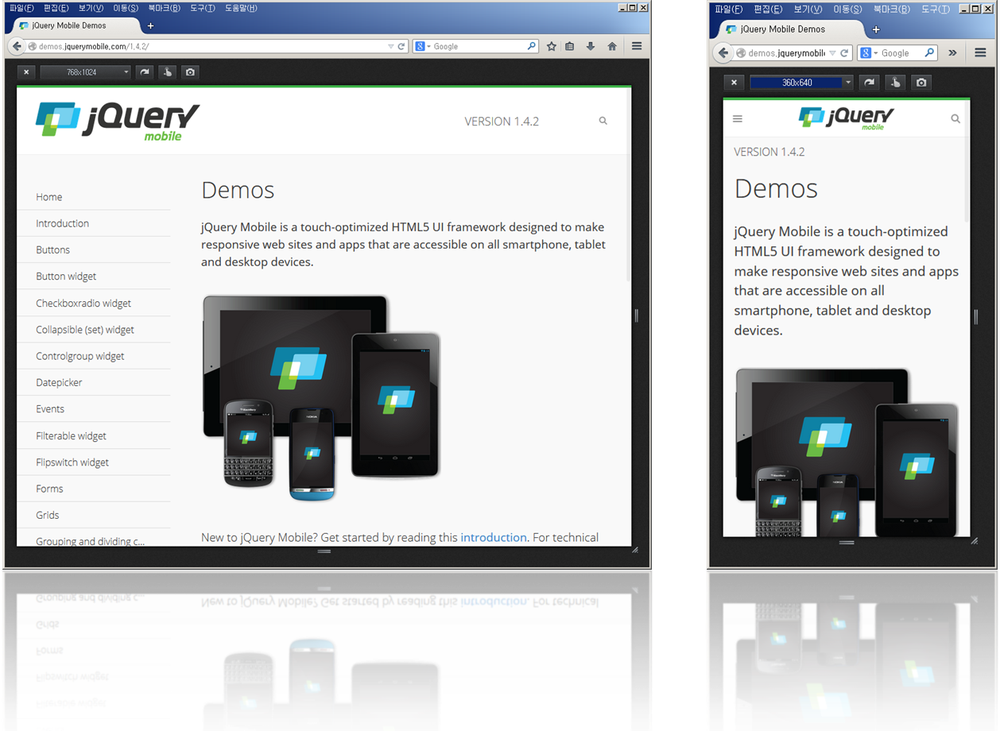 파일(F) 편집(E) 보기(V) 이동(S) 북마크(B) 도구(T) 도움말(H)
jQuery Mobile Demos
demos.jquerymobile.com/1.4.2/
Google
768x1024
jQuery
mobile
VERSION 1.4.2
Home
Introduction
Buttons
Button widget
Checkboxradio widget
Collapsible (set) widget
Controlgroup widget
Datepicker
Events
Filterable widget
Flipswitch widget
Forms
Grids
Grouping and dividing c...
Demos
jQuery Mobile is a touch-optimized HTML5 UI framework designed to make
responsive web sites and apps that are accessible on all smartphone, tablet
and desktop devices.
BlackBerry
NOKIA
New to jQuery Mobile? Get started by reading this introduction. For technical
파일(F) 편집(E) 보기(V) 이동(S) 북마크(B) 도구(T)
jQuery Mobile Demos
demos.jquerymobil
Google
360x640
jQuery
mobile
VERSION 1.4.2
Demos
jQuery Mobile is a touch-optimized
HTML5 UI framework designed to
make responsive web sites and apps
that are accessible on all
smartphone, tablet and desktop
devices.
BlackBerry
NOKIA